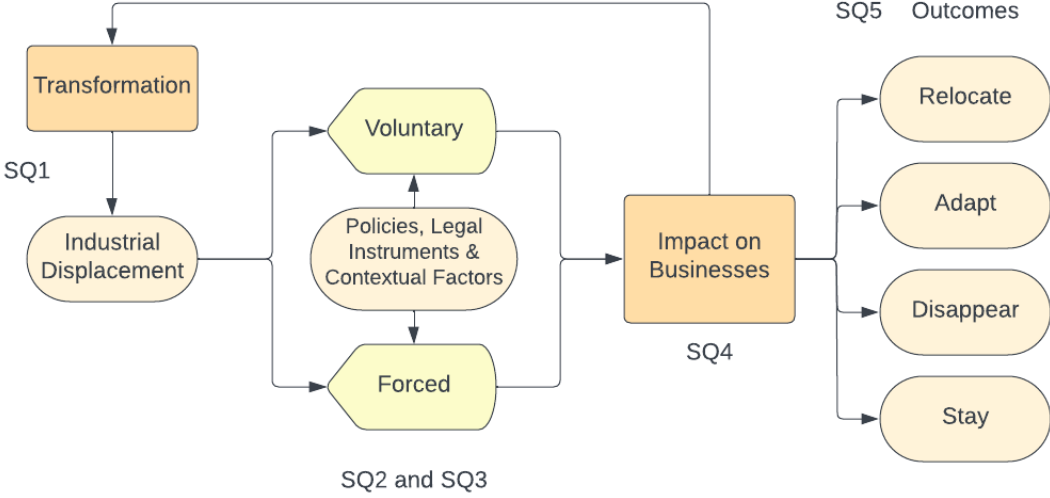 SQ5 Outcomes
Transformation
SQ1
Industrial
Displacement
Voluntary
Policies, Legal
Instruments &
Contextual Factors
Forced
SQ2 and SQ3
Impact on
Businesses
SQ4
Relocate
Adapt
Disappear
Stay